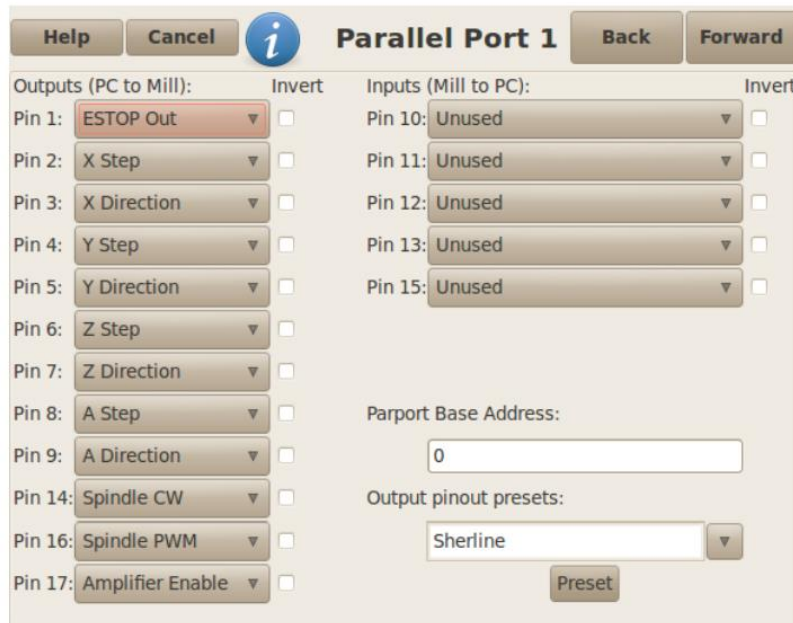 Help Cancel i Parallel Port 1 Back Forward
Outputs (PC to Mill): Invert Inputs (Mill to PC): Invert
Pin 1: ESTOP Out Pin 10: Unused
Pin 2: X Step Pin 11: Unused
Pin 3: X Direction Pin 12: Unused
Pin 4: Y Step Pin 13: Unused
Pin 5: Y Direction Pin 15: Unused
Pin 6: Z Step
Pin 7: Z Direction
Pin 8: A Step Parport Base Address:
Pin 9: A Direction 0
Pin 14: Spindle CW Output pinout presets:
Pin 16: Spindle PWM Sherline
Pin 17: Amplifier Enable Preset